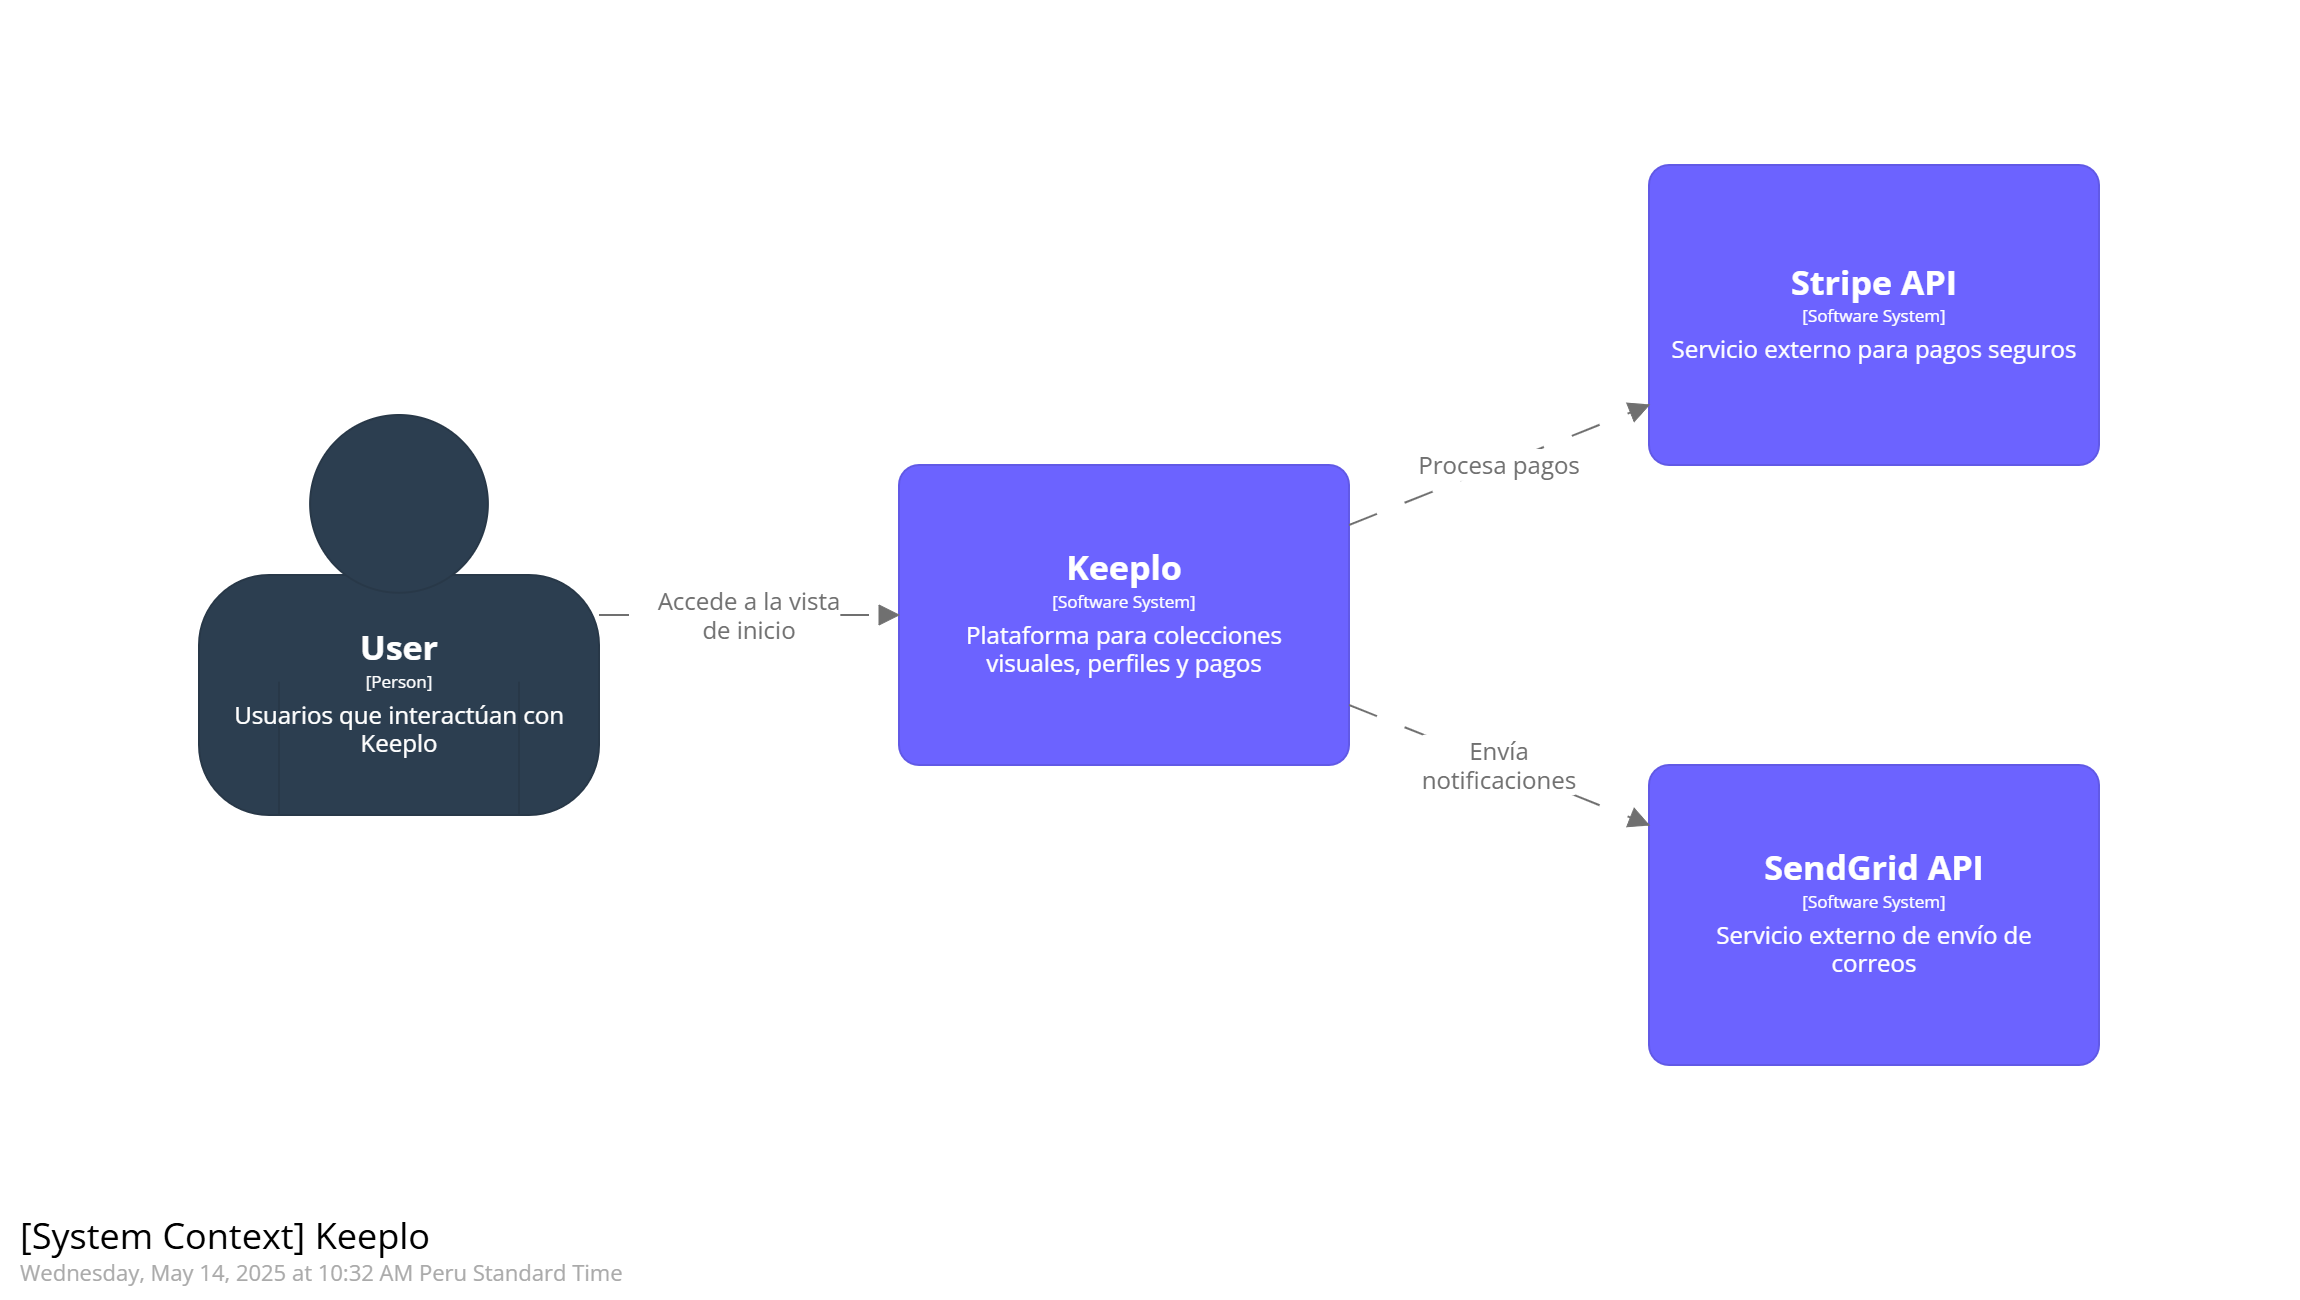 User
[Person]
Usuarios que interactúan con
Keeplo
Accede a la vista
de inicio
Keeplo
[Software System]
Plataforma para colecciones
visuales, perfiles y pagos
Procesa pagos
Stripe API
[Software System]
Servicio externo para pagos seguros
Envía
notificaciones
SendGrid API
[Software System]
Servicio externo de envío de
correos
[System Context] Keeplo
Wednesday, May 14, 2025 at 10:32 AM Peru Standard Time